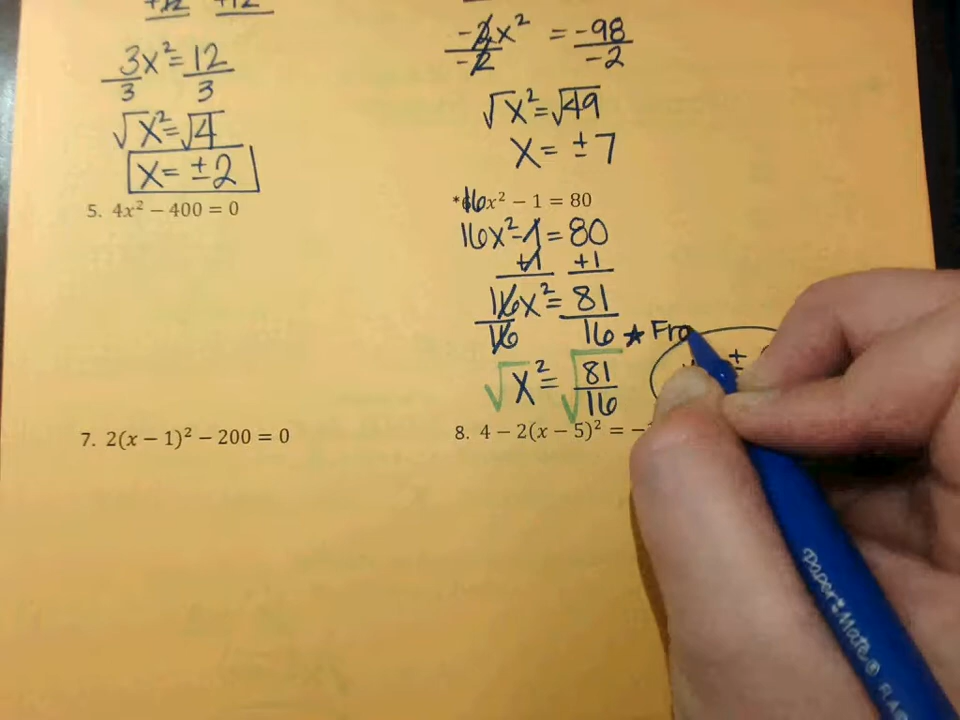 +12 +12
3x² = 12
3 3
√x² = √4
x = ±2
5. 4x² − 400 = 0
7. 2(x − 1)² − 200 = 0
-2x² = -98
-2 -2
√x² = √49
x = ±7
*16x² − 1 = 80
16x² - 1 = 80
+1 +1
16x² = 81
16 16
★ Fro
√x² = √81/16
±
8. 4 − 2(x − 5)² = −
PaperMate®